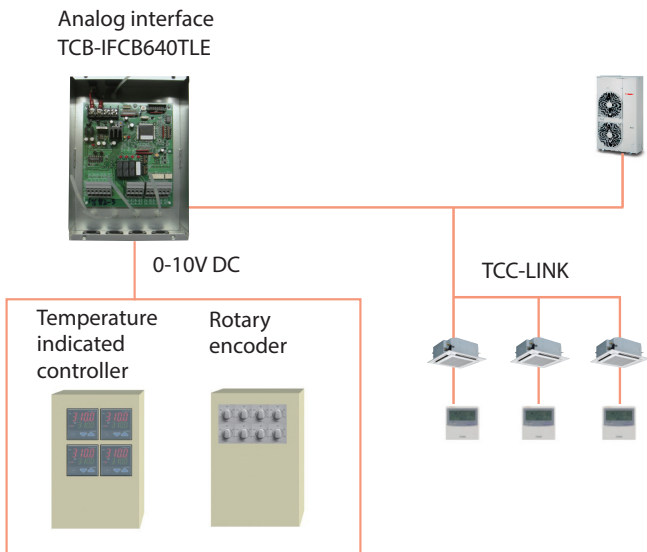 Analog interface
TCB-IFCB640TLE
0-10V DC
TCC-LINK
Temperature
indicated
controller
Rotary
encoder